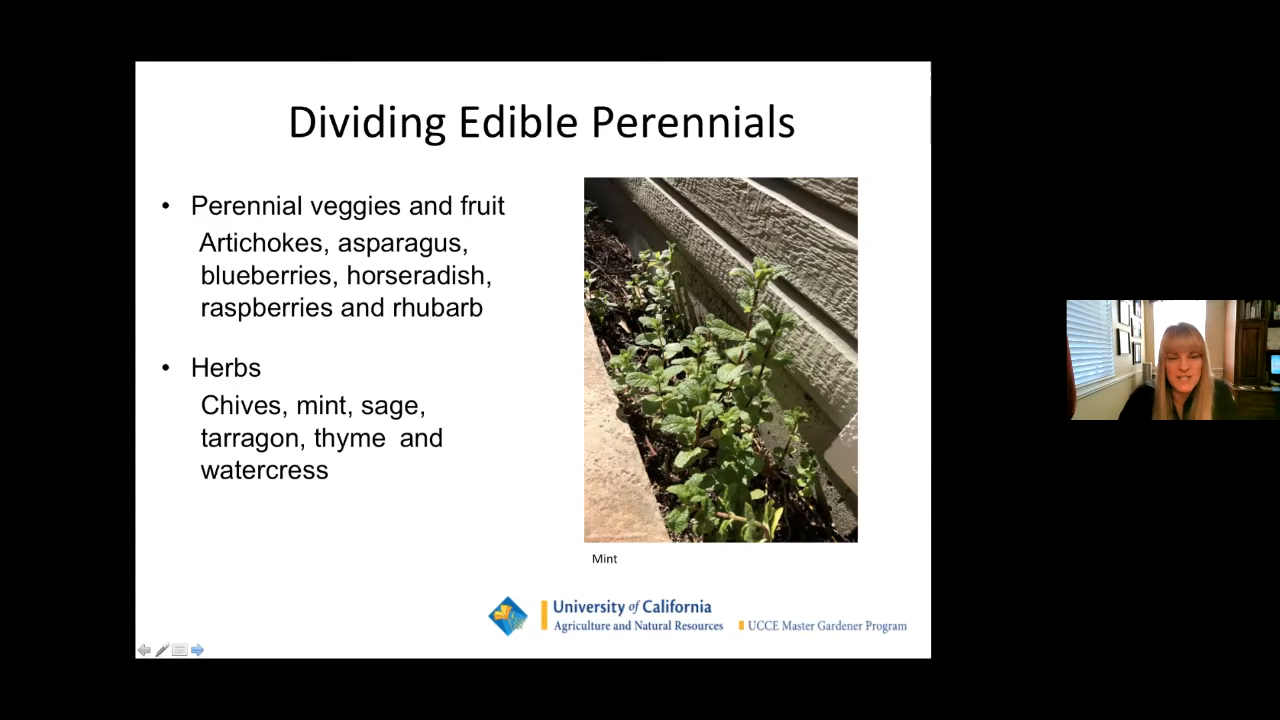 Dividing Edible Perennials
• Perennial veggies and fruit
Artichokes, asparagus,
blueberries, horseradish,
raspberries and rhubarb
• Herbs
Chives, mint, sage,
tarragon, thyme and
watercress
Mint
University of California
Agriculture and Natural Resources
UCCE Master Gardener Program